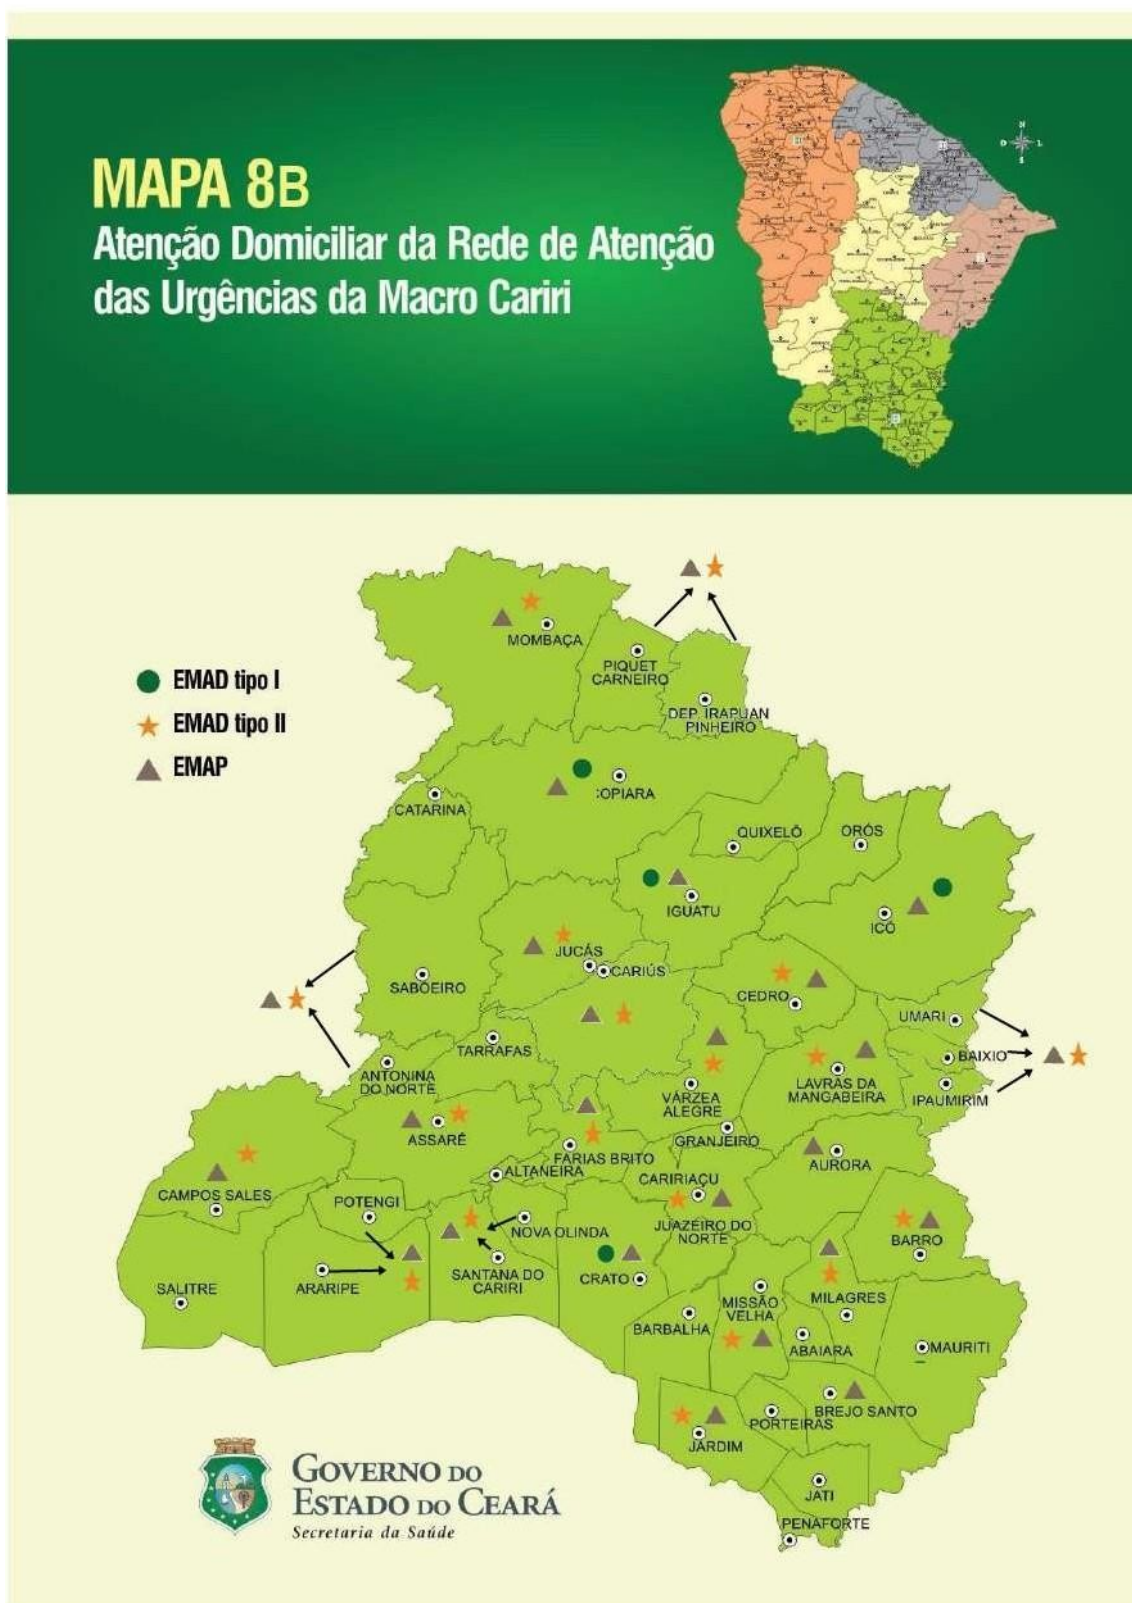 MAPA 8B
Atenção Domiciliar da Rede de Atenção
das Urgências da Macro Cariri
N
O
L
S
EMAD tipo I
EMAD tipo II
EMAP
MOMBAÇA
PIQUET
CARNEIRO
DEP. IRAPUAN
PINHEIRO
CATARINA
COPIARA
QUIXELÔ
ORÓS
IGUATU
ICÓ
JUCÁS
CARIÚS
SABOEIRO
CEDRO
UMARI
TARRAFAS
BAIXIO
ANTONINA
DO NORTE
LAVRAS DA
MANGABEIRA
IPAUMIRIM
VÁRZEA
ALEGRE
ASSARÉ
GRANJEIRO
FARIAS BRITO
AURORA
ALTANEIRA
CARIRIAÇU
CAMPOS SALES
POTENGI
NOVA OLINDA
JUAZEIRO DO
NORTE
BARRO
SANTANA DO
CARIRI
CRATO
SALITRE
ARARIPE
MISSÃO
VELHA
MILAGRES
BARBALHA
ABAIARA
MAURITI
BREJO SANTO
PORTEIRAS
JARDIM
JATI
PENAFORTE
GOVERNO DO
ESTADO DO CEARÁ
Secretaria da Saúde